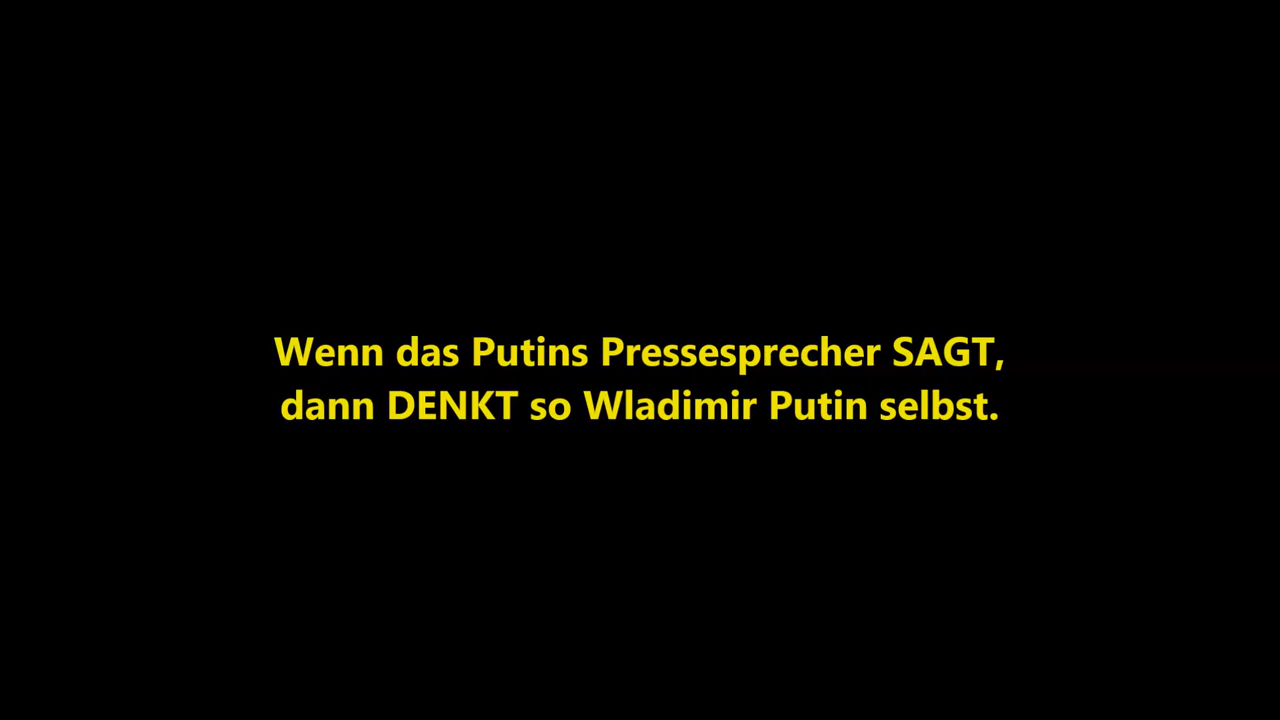 Wenn das Putins Pressesprecher SAGT,
dann DENKT so Wladimir Putin selbst.